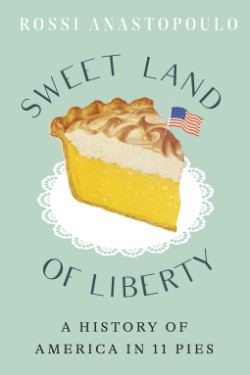 ROSSI ANASTOPOULO
SWEET LAND
OF LIBERTY
A HISTORY OF
AMERICA IN 11 PIES